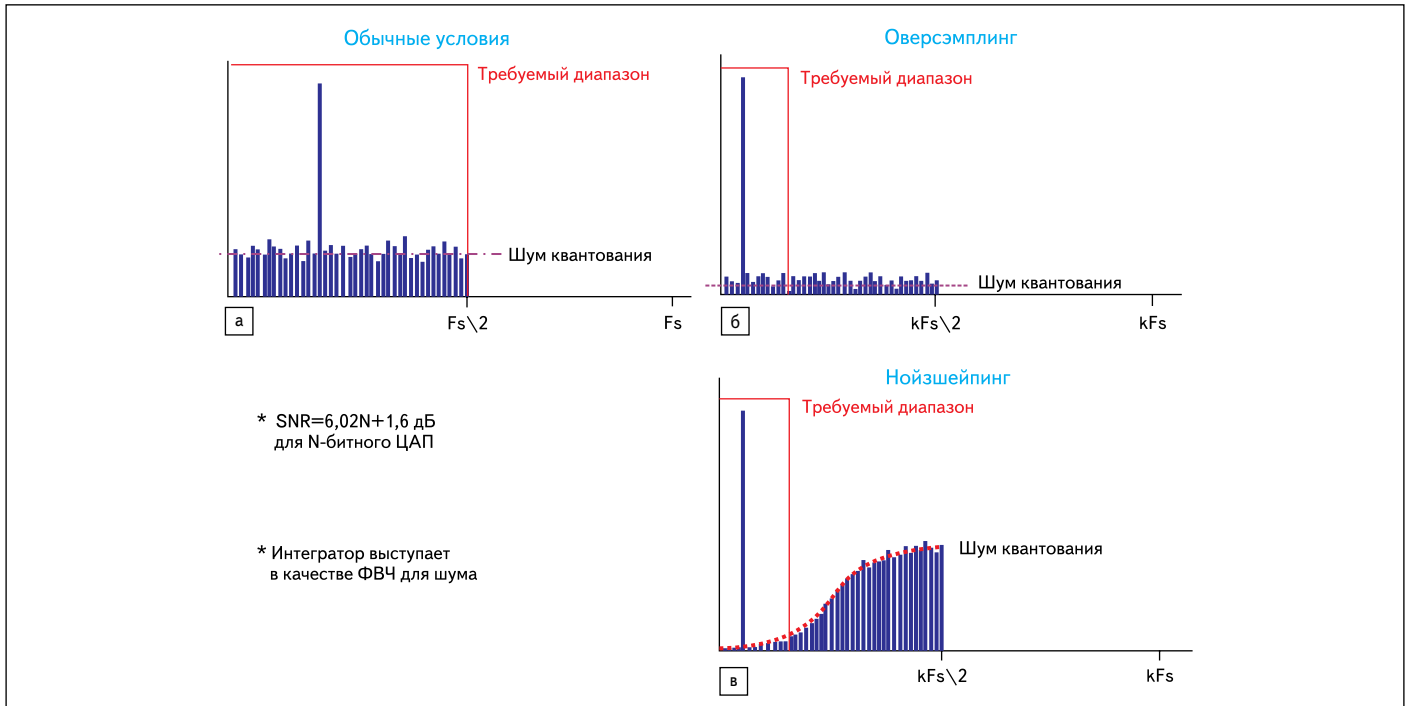 Обычные условия
Требуемый диапазон
Шум квантования
Fs\2
Fs
а
Оверсэмплинг
Требуемый диапазон
Шум квантования
kFs\2
kFs
б
* SNR=6,02N+1,6 дБ
для N-битного ЦАП
* Интегратор выступает
в качестве ФВЧ для шума
Нойзшейпинг
Требуемый диапазон
Шум квантования
kFs\2
kFs
в